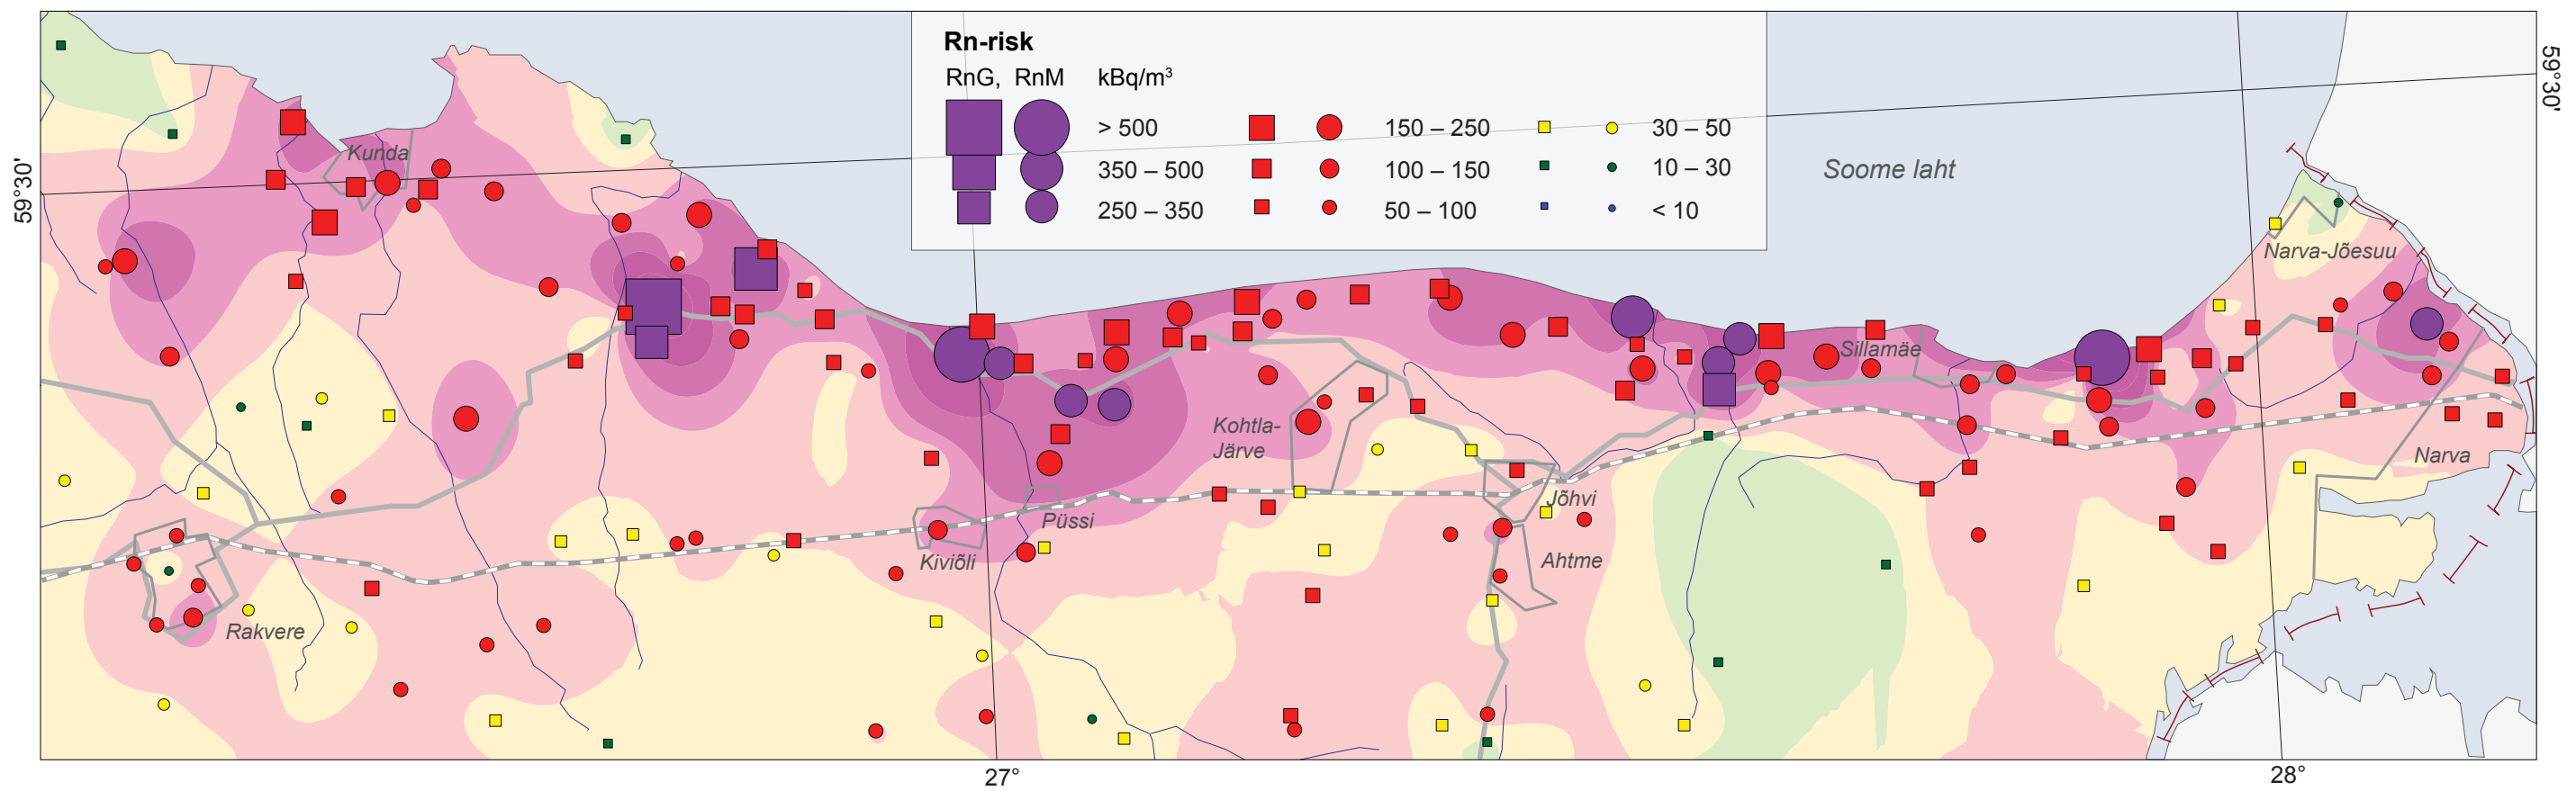 Rn-risk
RnG, RnM kBq/m³
> 500 150 – 250 30 – 50
350 – 500 100 – 150 10 – 30
250 – 350 50 – 100 < 10
59°30'
59°30'
Soome laht
Kunda
Narva-Jõesuu
Sillamäe
Kohtla-
Järve
Narva
Jõhvi
Püssi
Kiviõli
Ahtme
Rakvere
27°
28°